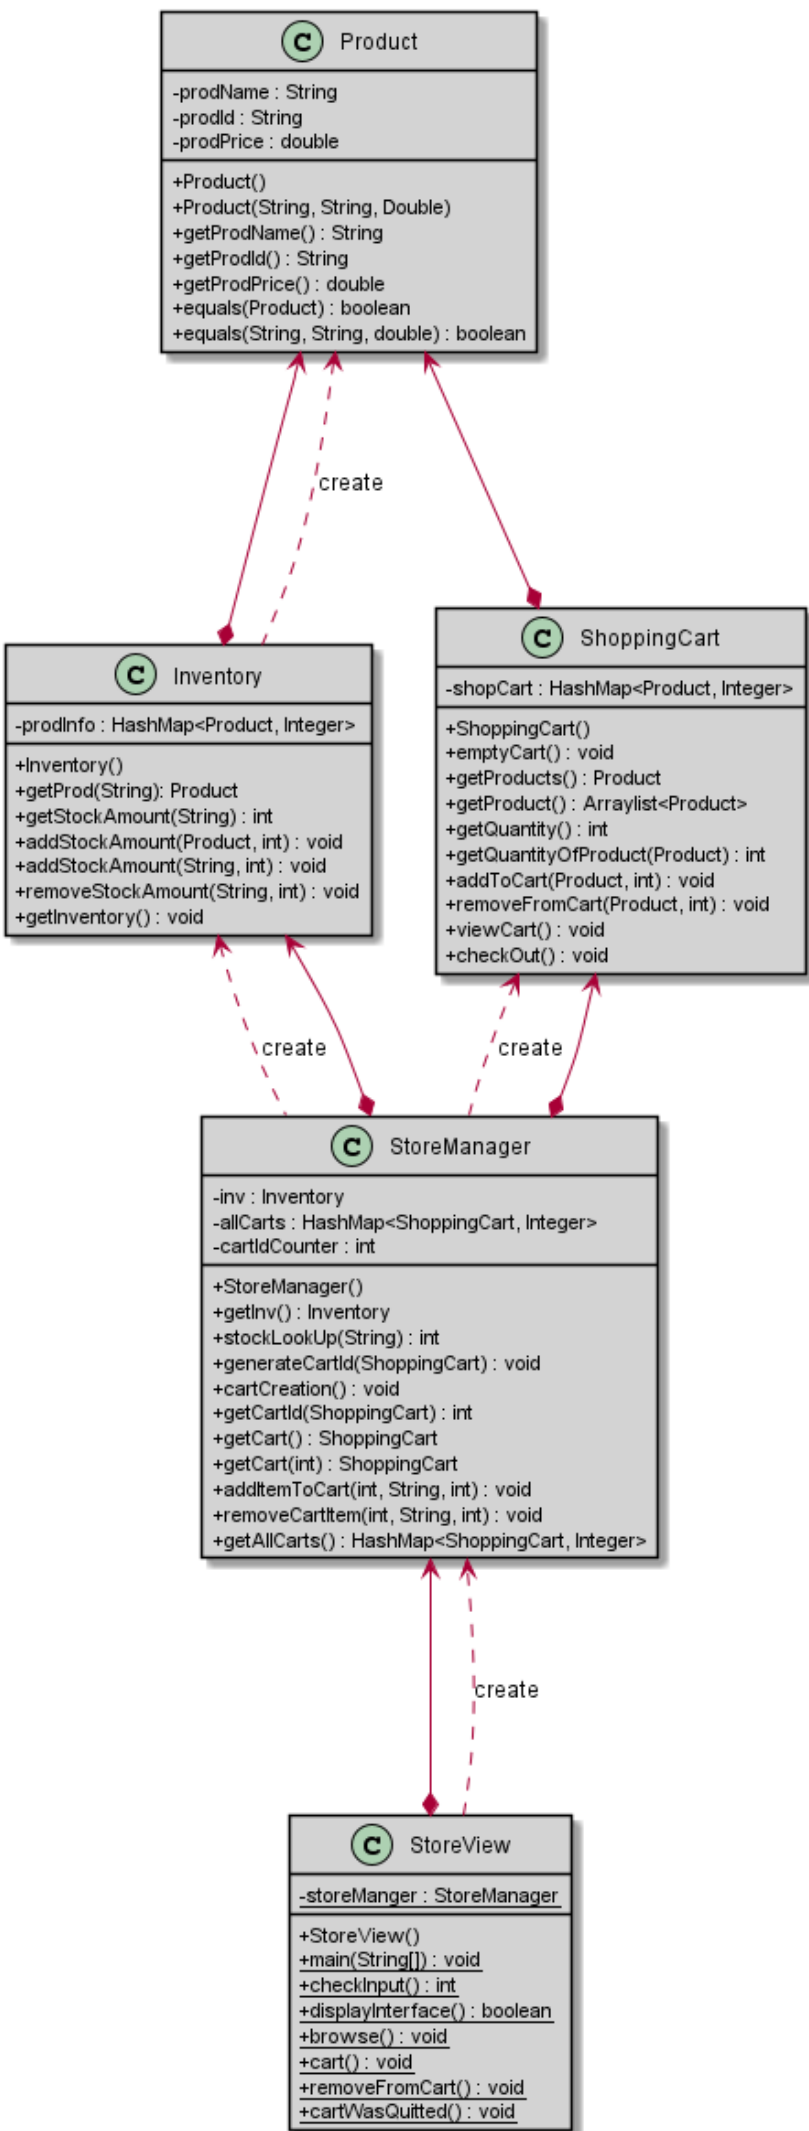 C Product
-prodName : String
-prodId : String
-prodPrice : double
+Product()
+Product(String, String, Double)
+getProdName() : String
+getProdId() : String
+getProdPrice() : double
+equals(Product) : boolean
+equals(String, String, double) : boolean
create
C Inventory
-prodInfo : HashMap<Product, Integer>
+Inventory()
+getProd(String): Product
+getStockAmount(String) : int
+addStockAmount(Product, int) : void
+addStockAmount(String, int) : void
+removeStockAmount(String, int) : void
+getInventory() : void
C ShoppingCart
-shopCart : HashMap<Product, Integer>
+ShoppingCart()
+emptyCart() : void
+getProducts() : Product
+getProduct() : Arraylist<Product>
+getQuantity() : int
+getQuantityOfProduct(Product) : int
+addToCart(Product, int) : void
+removeFromCart(Product, int) : void
+viewCart() : void
+checkOut() : void
create
create
C StoreManager
-inv : Inventory
-allCarts : HashMap<ShoppingCart, Integer>
-cartIdCounter : int
+StoreManager()
+getInv() : Inventory
+stockLookUp(String) : int
+generateCartId(ShoppingCart) : void
+cartCreation() : void
+getCartId(ShoppingCart) : int
+getCart() : ShoppingCart
+getCart(int) : ShoppingCart
+addItemToCart(int, String, int) : void
+removeCartItem(int, String, int) : void
+getAllCarts() : HashMap<ShoppingCart, Integer>
create
C StoreView
-storeManger : StoreManager
+StoreView()
+main(String[]) : void
+checkInput() : int
+displayInterface() : boolean
+browse() : void
+cart() : void
+removeFromCart() : void
+cartWasQuitted() : void